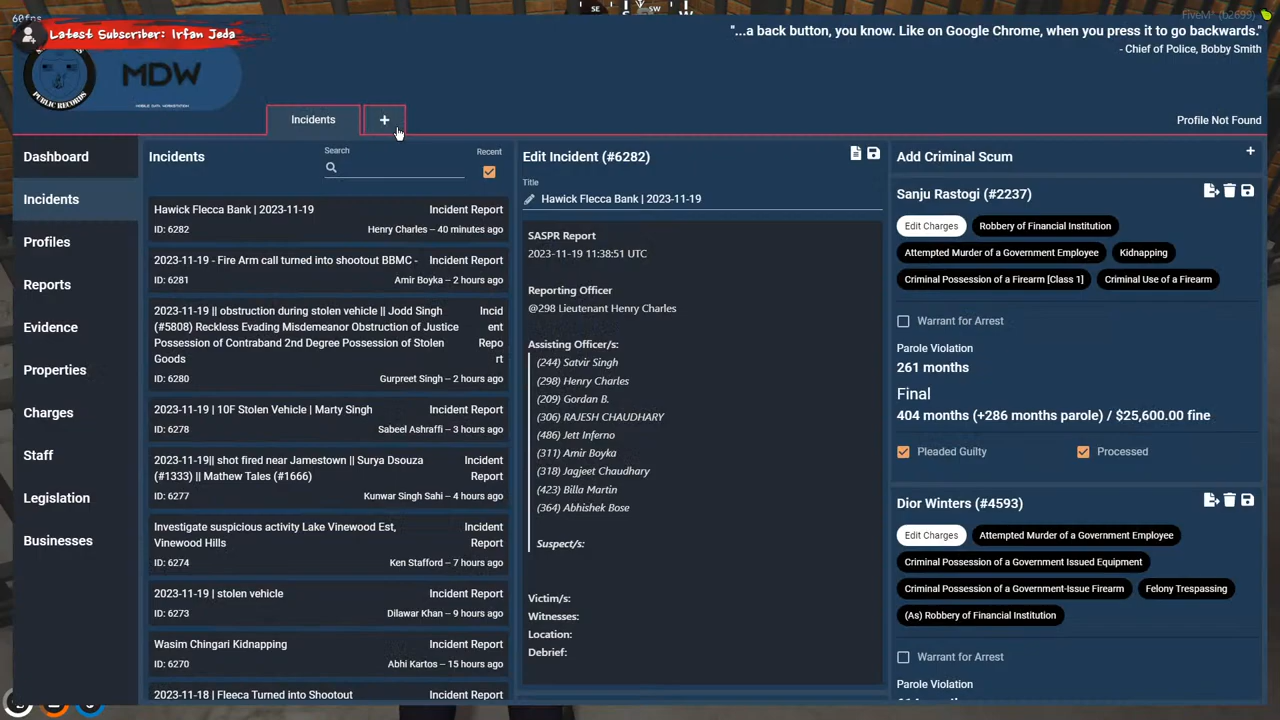 60fps
SE
SW
FiveM® (b2699)
Latest Subscriber: Irfan Jeda
"...a back button, you know. Like on Google Chrome, when you press it to go backwards."
- Chief of Police, Bobby Smith
PUBLIC RECORDS
MDW
MOBILE DATA WORKSTATION
Incidents
+
Profile Not Found
Dashboard
Incidents
Profiles
Reports
Evidence
Properties
Charges
Staff
Legislation
Businesses
Incidents
Search
Recent
Hawick Flecca Bank | 2023-11-19 Incident Report
ID: 6282 Henry Charles – 40 minutes ago
2023-11-19 - Fire Arm call turned into shootout BBMC - Incident Report
ID: 6281 Amir Boyka – 2 hours ago
2023-11-19 || obstruction during stolen vehicle || Jodd Singh Incid
(#5808) Reckless Evading Misdemeanor Obstruction of Justice ent
Possession of Contraband 2nd Degree Possession of Stolen Repo
Goods rt
ID: 6280 Gurpreet Singh – 2 hours ago
2023-11-19 | 10F Stolen Vehicle | Marty Singh Incident Report
ID: 6278 Sabeel Ashraffi – 3 hours ago
2023-11-19|| shot fired near Jamestown || Surya Dsouza Incident
(#1333) || Mathew Tales (#1666) Report
ID: 6277 Kunwar Singh Sahi – 4 hours ago
Investigate suspicious activity Lake Vinewood Est, Incident
Vinewood Hills Report
ID: 6274 Ken Stafford – 7 hours ago
2023-11-19 | stolen vehicle Incident Report
ID: 6273 Dilawar Khan – 9 hours ago
Wasim Chingari Kidnapping Incident Report
ID: 6270 Abhi Kartos – 15 hours ago
2023-11-18 | Fleeca Turned into Shootout Incident Report
Edit Incident (#6282)
Title
Hawick Flecca Bank | 2023-11-19
SASPR Report
2023-11-19 11:38:51 UTC
Reporting Officer
@298 Lieutenant Henry Charles
Assisting Officer/s:
(244) Satvir Singh
(298) Henry Charles
(209) Gordan B.
(306) RAJESH CHAUDHARY
(486) Jett Inferno
(311) Amir Boyka
(318) Jagjeet Chaudhary
(423) Billa Martin
(364) Abhishek Bose
Suspect/s:
Victim/s:
Witnesses:
Location:
Debrief:
Add Criminal Scum +
Sanju Rastogi (#2237)
Edit Charges Robbery of Financial Institution
Attempted Murder of a Government Employee Kidnapping
Criminal Possession of a Firearm [Class 1] Criminal Use of a Firearm
Warrant for Arrest
Parole Violation
261 months
Final
404 months (+286 months parole) / $25,600.00 fine
Pleaded Guilty Processed
Dior Winters (#4593)
Edit Charges Attempted Murder of a Government Employee
Criminal Possession of a Government Issued Equipment
Criminal Possession of a Government-Issue Firearm Felony Trespassing
(As) Robbery of Financial Institution
Warrant for Arrest
Parole Violation